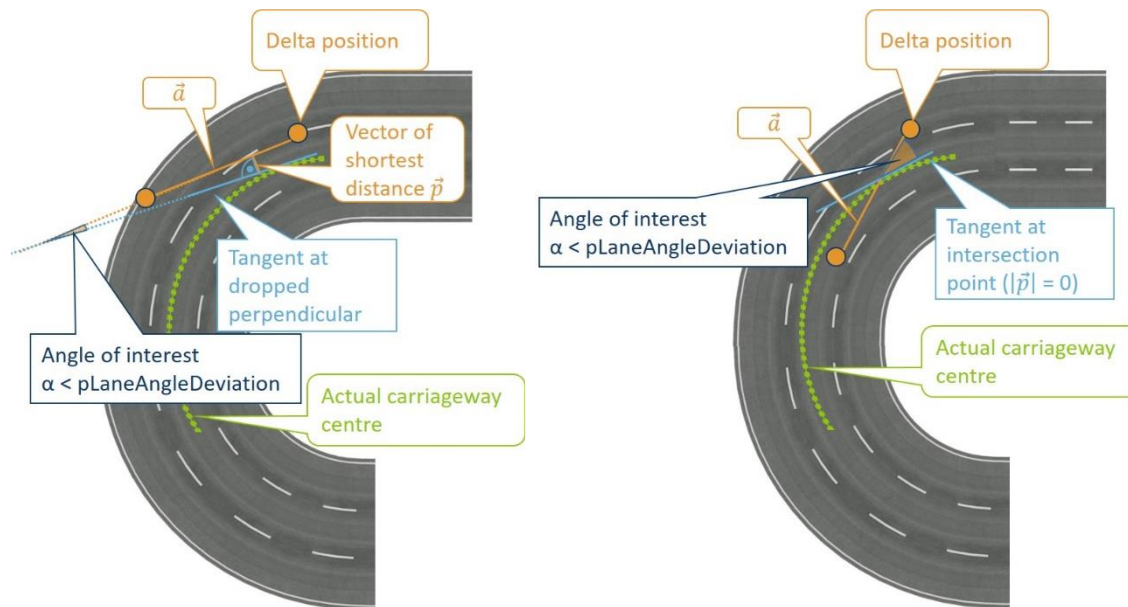 Delta position
a⃗
Vector of
shortest
distance p⃗
Tangent at
dropped
perpendicular
Angle of interest
α < pLaneAngleDeviation
Actual carriageway
centre
Delta position
a⃗
Angle of interest
α < pLaneAngleDeviation
Tangent at
intersection
point (|p⃗| = 0)
Actual carriageway
centre